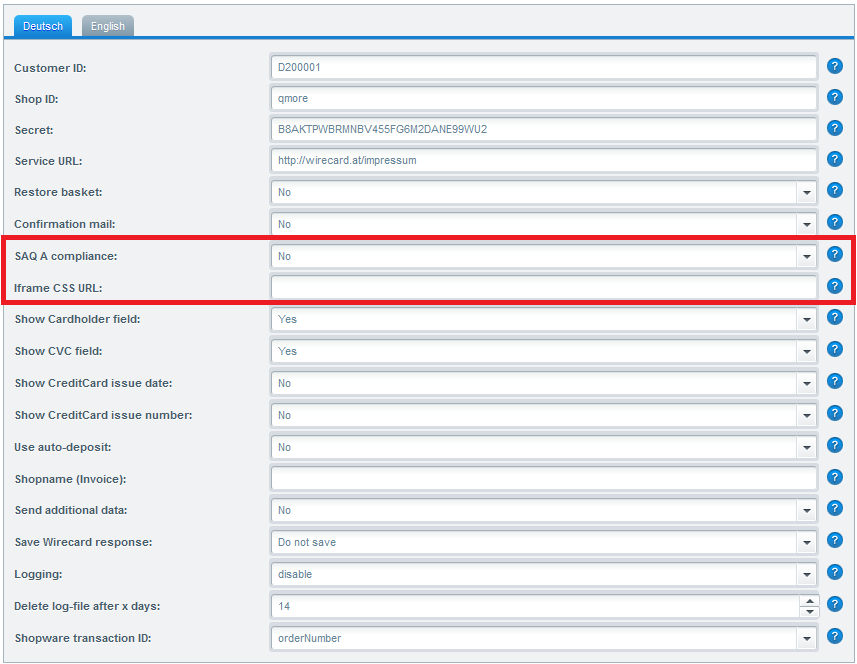 Deutsch English
Customer ID: D200001 ?
Shop ID: qmore ?
Secret: B8AKTPWBRMNBV455FG6M2DANE99WU2 ?
Service URL: http://wirecard.at/impressum ?
Restore basket: No ?
Confirmation mail: No ?
SAQ A compliance: No ?
Iframe CSS URL: ?
Show Cardholder field: Yes ?
Show CVC field: Yes ?
Show CreditCard issue date: No ?
Show CreditCard issue number: No ?
Use auto-deposit: No ?
Shopname (Invoice): ?
Send additional data: No ?
Save Wirecard response: Do not save ?
Logging: disable ?
Delete log-file after x days: 14 ?
Shopware transaction ID: orderNumber ?